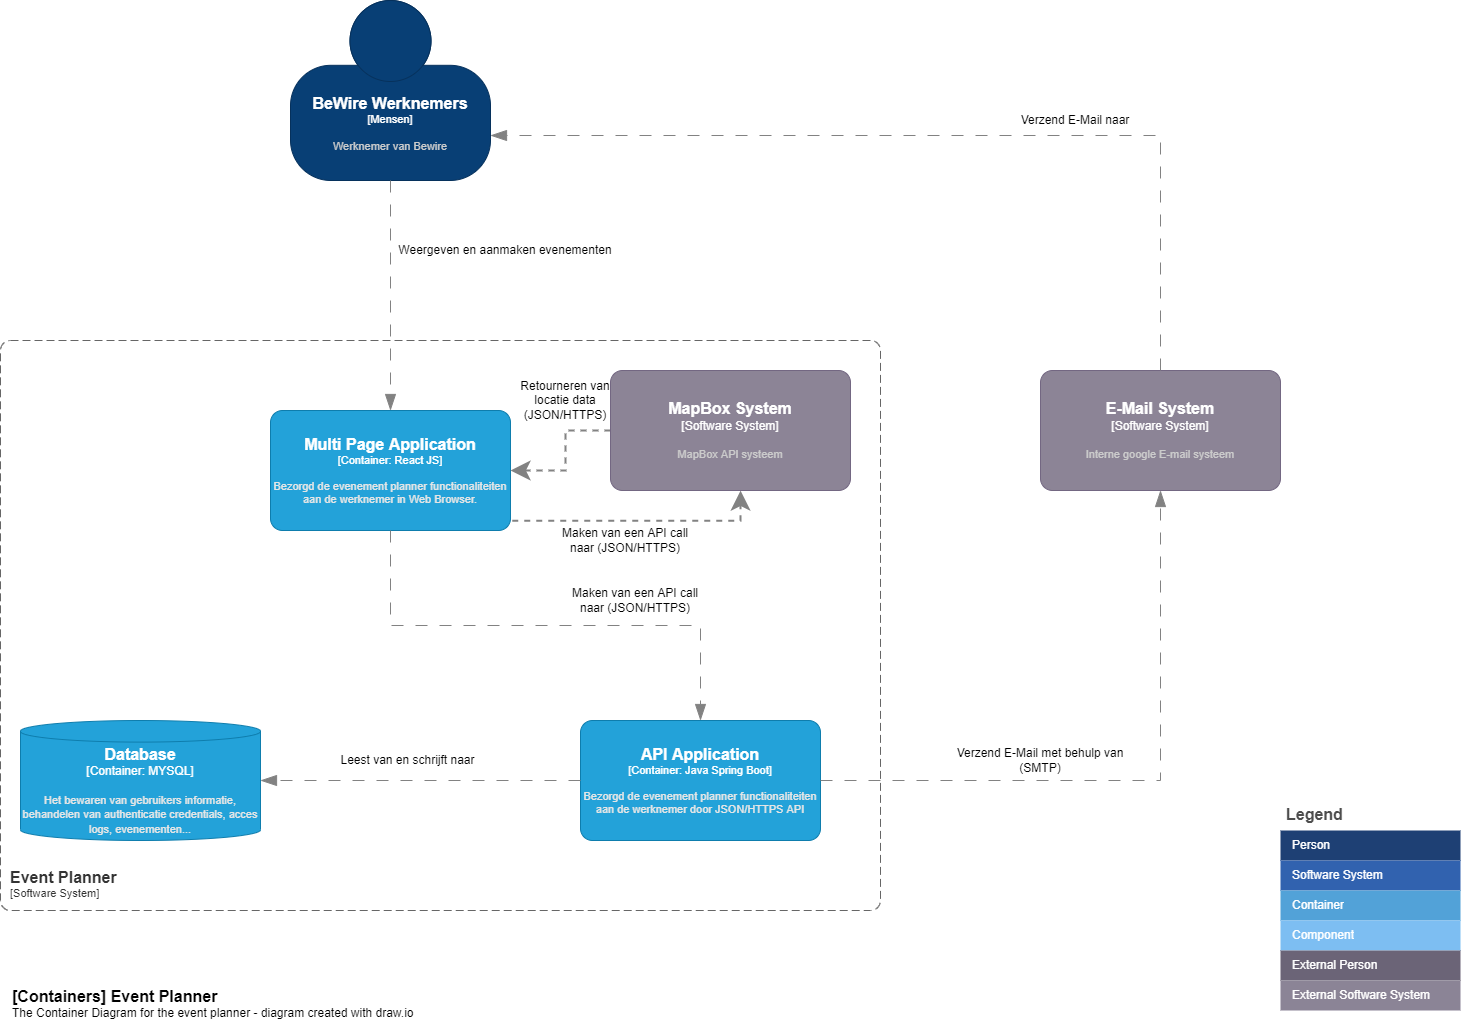 BeWire Werknemers
[Mensen]
Werknemer van Bewire
Verzend E-Mail naar
Weergeven en aanmaken evenementen
Retourneren van
locatie data
(JSON/HTTPS)
MapBox System
[Software System]
MapBox API systeem
E-Mail System
[Software System]
Interne google E-mail systeem
Multi Page Application
[Container: React JS]
Bezorgd de evenement planner functionaliteiten
aan de werknemer in Web Browser.
Maken van een API call
naar (JSON/HTTPS)
Maken van een API call
naar (JSON/HTTPS)
Database
[Container: MYSQL]
Het bewaren van gebruikers informatie,
behandelen van authenticatie credentials, acces
logs, evenementen...
Leest van en schrijft naar
API Application
[Container: Java Spring Boot]
Bezorgd de evenement planner functionaliteiten
aan de werknemer door JSON/HTTPS API
Verzend E-Mail met behulp van
(SMTP)
Event Planner
[Software System]
Legend
Person
Software System
Container
Component
External Person
External Software System
[Containers] Event Planner
The Container Diagram for the event planner - diagram created with draw.io